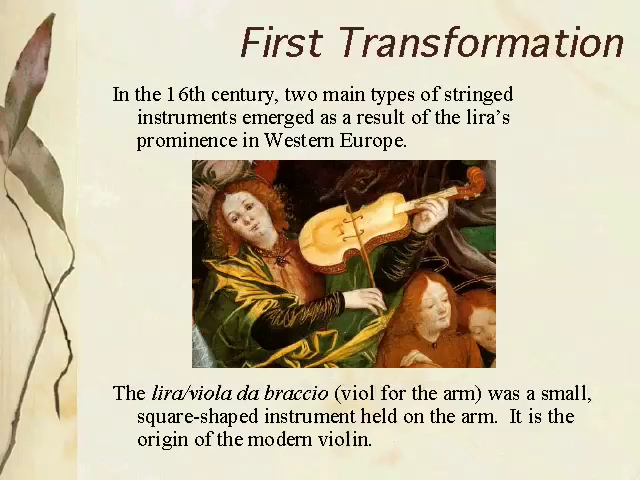 First Transformation
In the 16th century, two main types of stringed
instruments emerged as a result of the lira's
prominence in Western Europe.
The lira/viola da braccio (viol for the arm) was a small,
square-shaped instrument held on the arm.  It is the
origin of the modern violin.